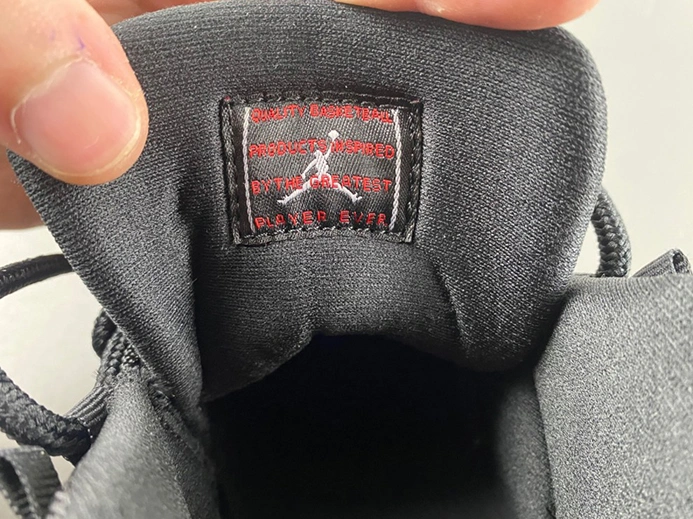 QUALITY BASKETBALL
PRODUCTS INSPIRED
BY THE GREATEST
PLAYER EVER